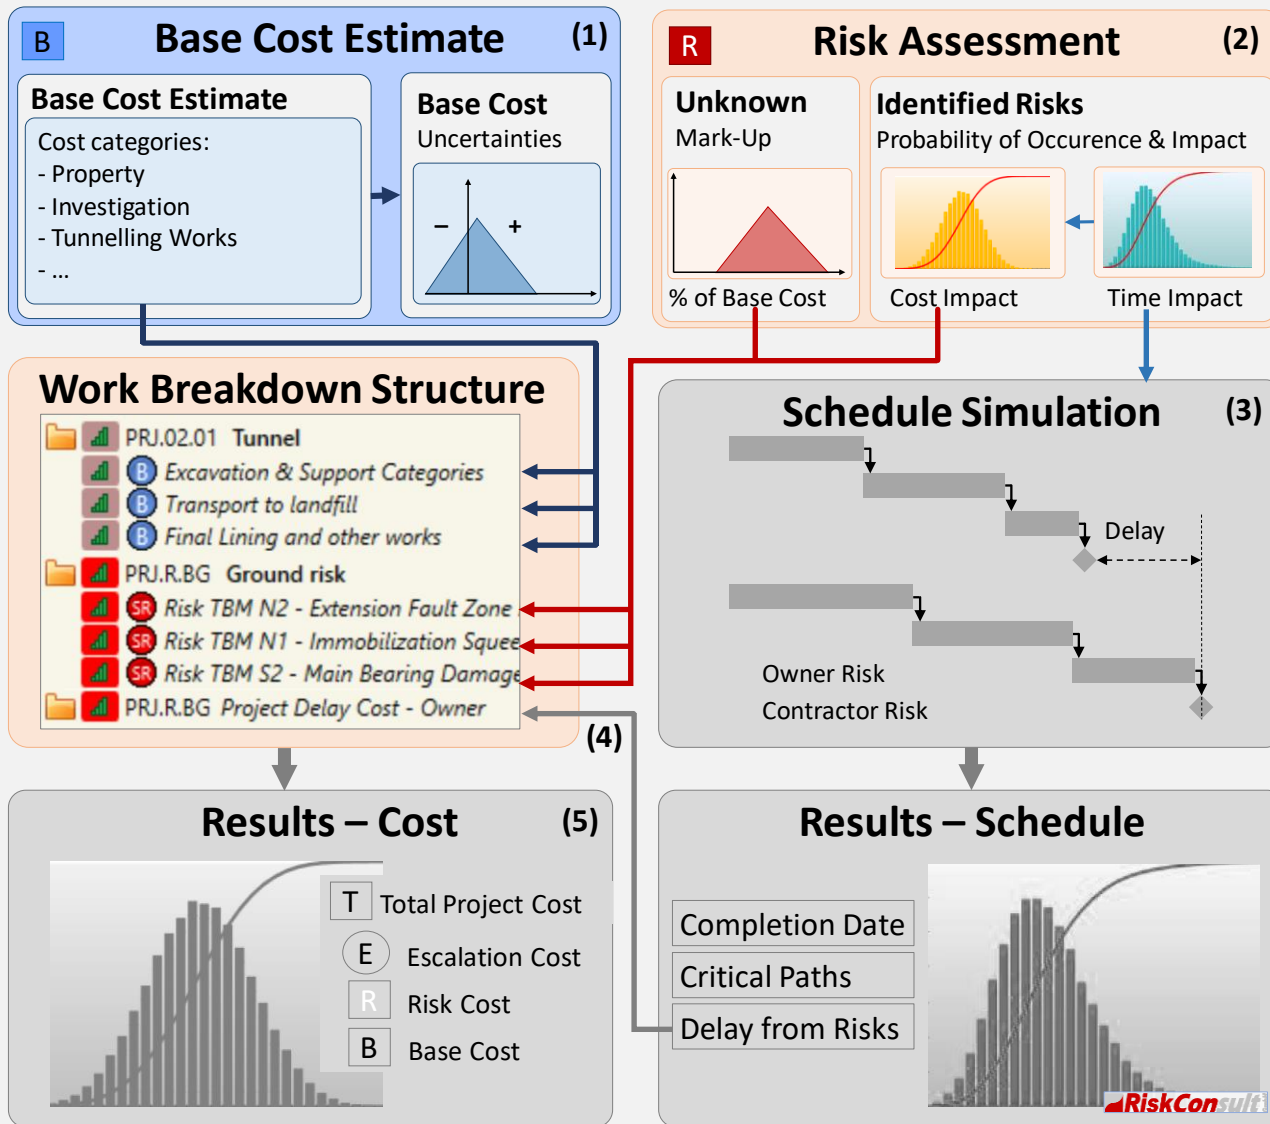 B
Base Cost Estimate
(1)
Base Cost Estimate
Cost categories:
- Property
- Investigation
- Tunnelling Works
- ...
Base Cost
Uncertainties
–
+
R
Risk Assessment
(2)
Unknown
Mark-Up
% of Base Cost
Identified Risks
Probability of Occurence & Impact
Cost Impact
Time Impact
Work Breakdown Structure
PRJ.02.01 Tunnel
B Excavation & Support Categories
B Transport to landfill
B Final Lining and other works
PRJ.R.BG Ground risk
SR Risk TBM N2 - Extension Fault Zone
SR Risk TBM N1 - Immobilization Squee
SR Risk TBM S2 - Main Bearing Damage
PRJ.R.BG Project Delay Cost - Owner
(4)
Schedule Simulation
(3)
Delay
Owner Risk
Contractor Risk
Results – Cost
(5)
T Total Project Cost
E Escalation Cost
R Risk Cost
B Base Cost
Results – Schedule
Completion Date
Critical Paths
Delay from Risks
RiskConsult